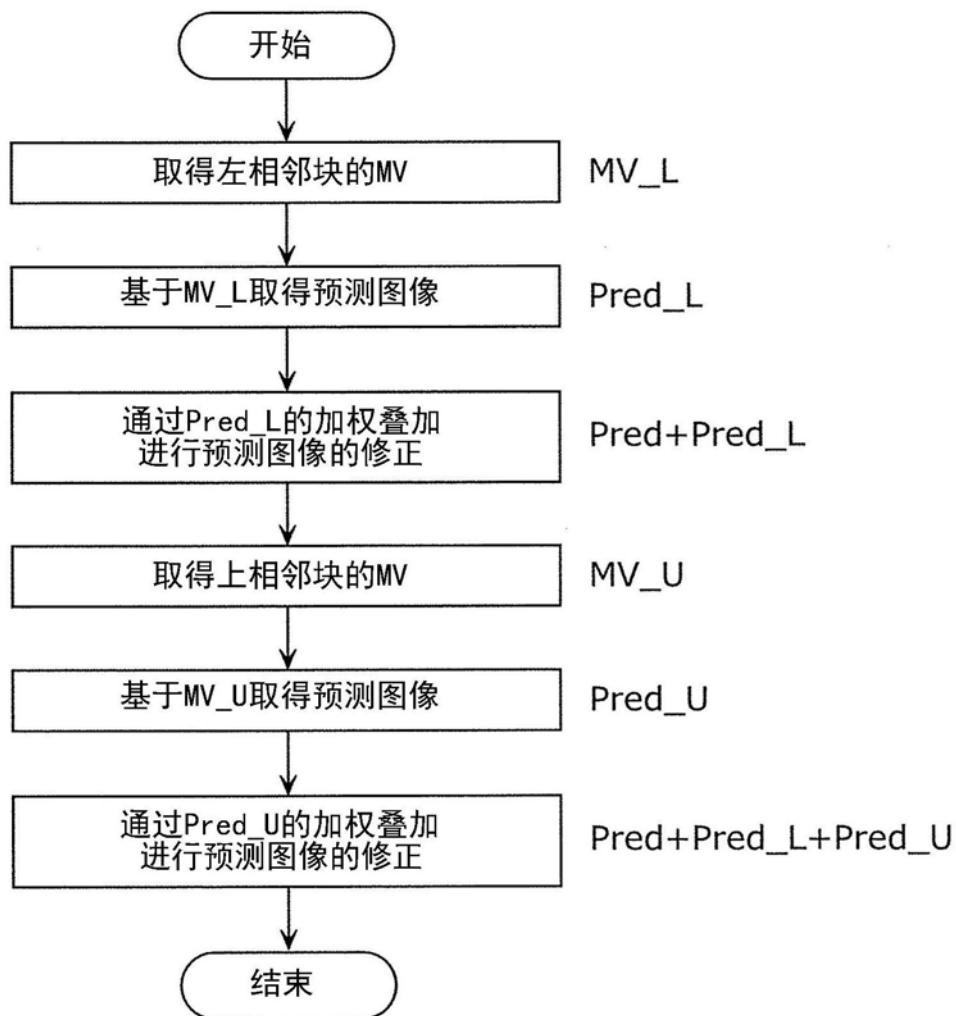 开始
取得左相邻块的MV
MV_L
基于MV_L取得预测图像
Pred_L
通过Pred_L的加权叠加
进行预测图像的修正
Pred+Pred_L
取得上相邻块的MV
MV_U
基于MV_U取得预测图像
Pred_U
通过Pred_U的加权叠加
进行预测图像的修正
Pred+Pred_L+Pred_U
结束